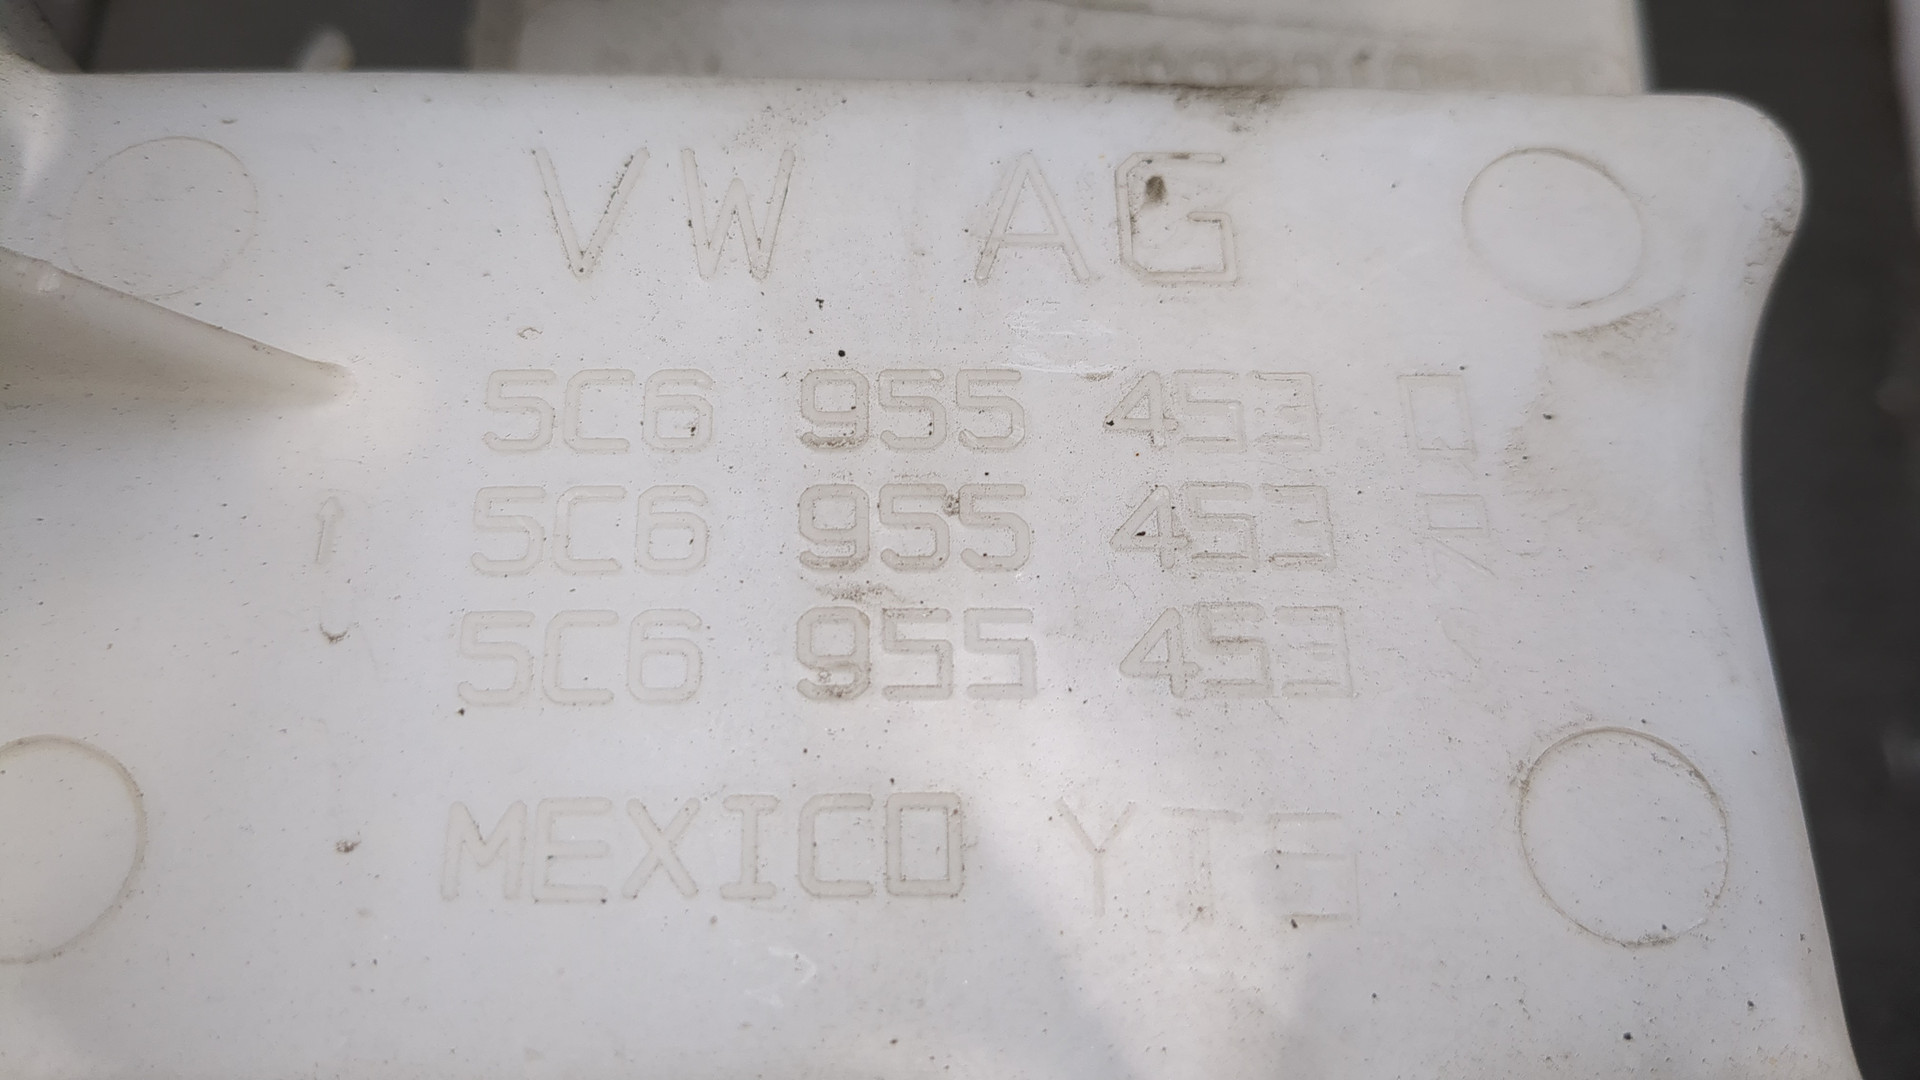 VW AG
5C6 955 453 Q
5C6 955 453
5C6 955 453 S
MEXICO YTE